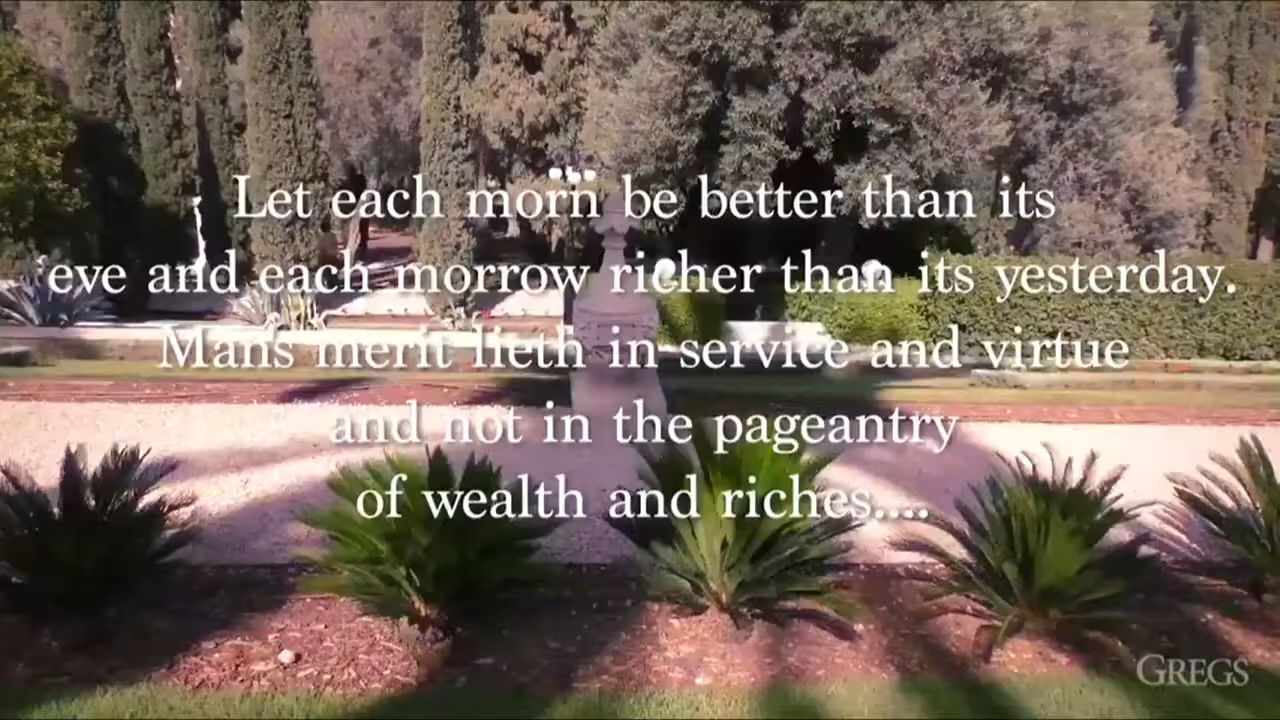 Let each morn be better than its
eve and each morrow richer than its yesterday.
Mans merit lieth in service and virtue
and not in the pageantry
of wealth and riches....
GREGS